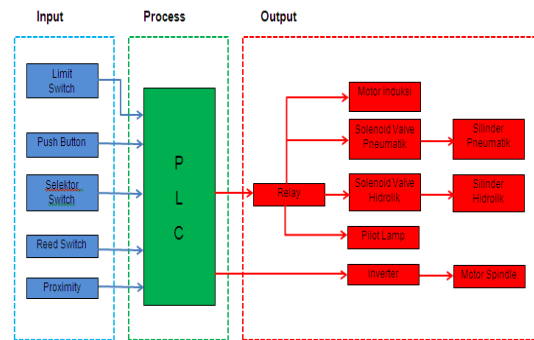 Input
Process
Output
Limit
Switch
Push Button
Selektor
Switch
Reed Switch
Proximity
P
L
C
Relay
Motor Induksi
Solenoid Valve
Pneumatik
Silinder
Pneumatik
Solenoid Valve
Hidrolik
Silinder
Hidrolik
Pilot Lamp
Inverter
Motor Spindle